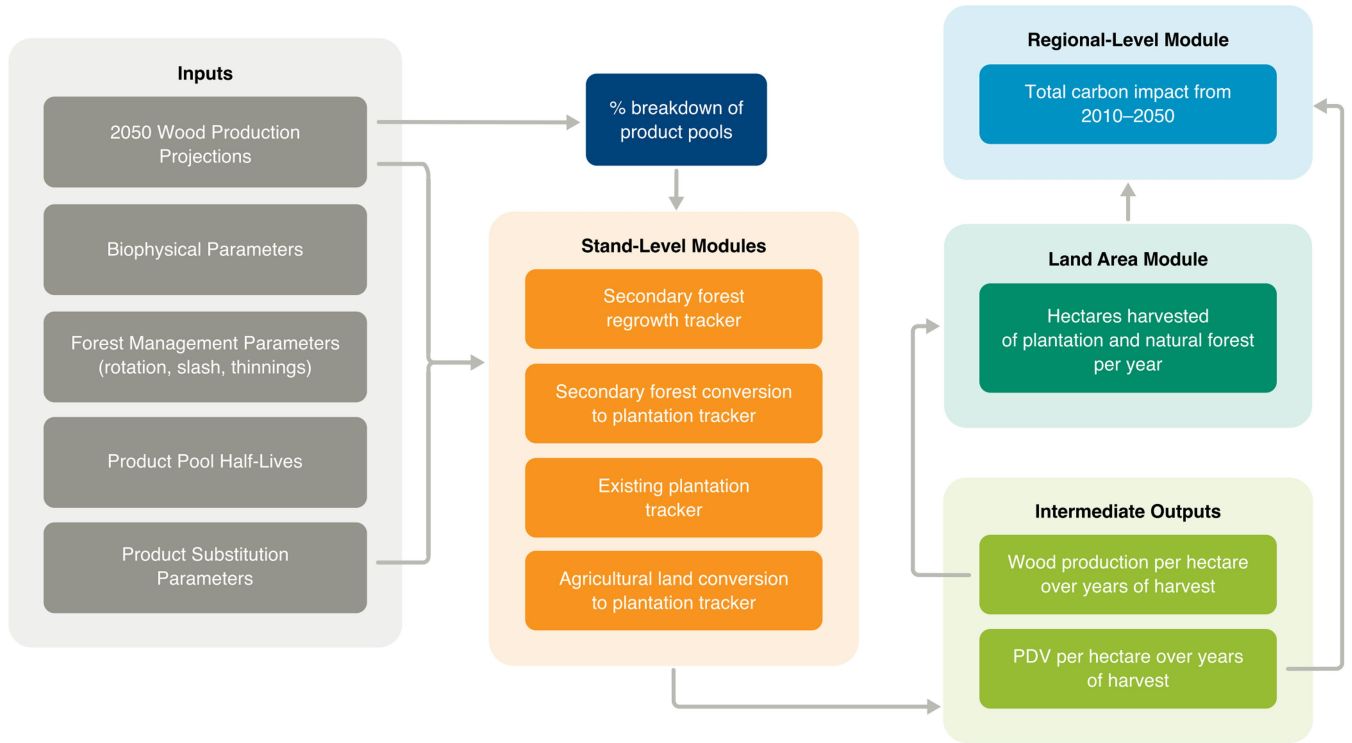 Inputs
2050 Wood Production
Projections
Biophysical Parameters
Forest Management Parameters
(rotation, slash, thinnings)
Product Pool Half-Lives
Product Substitution
Parameters
% breakdown of
product pools
Stand-Level Modules
Secondary forest
regrowth tracker
Secondary forest conversion
to plantation tracker
Existing plantation
tracker
Agricultural land conversion
to plantation tracker
Regional-Level Module
Total carbon impact from
2010–2050
Land Area Module
Hectares harvested
of plantation and natural forest
per year
Intermediate Outputs
Wood production per hectare
over years of harvest
PDV per hectare over years
of harvest